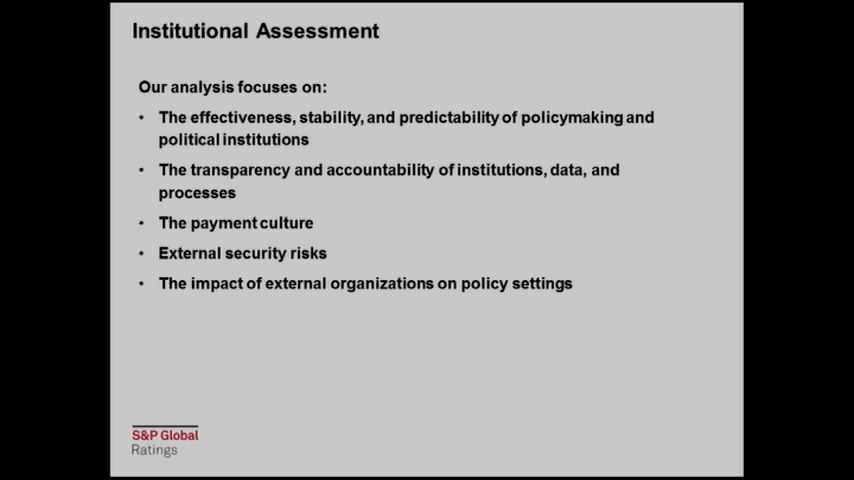 Institutional Assessment
Our analysis focuses on:
• The effectiveness, stability, and predictability of policymaking and
political institutions
• The transparency and accountability of institutions, data, and
processes
• The payment culture
• External security risks
• The impact of external organizations on policy settings
S&P Global
Ratings